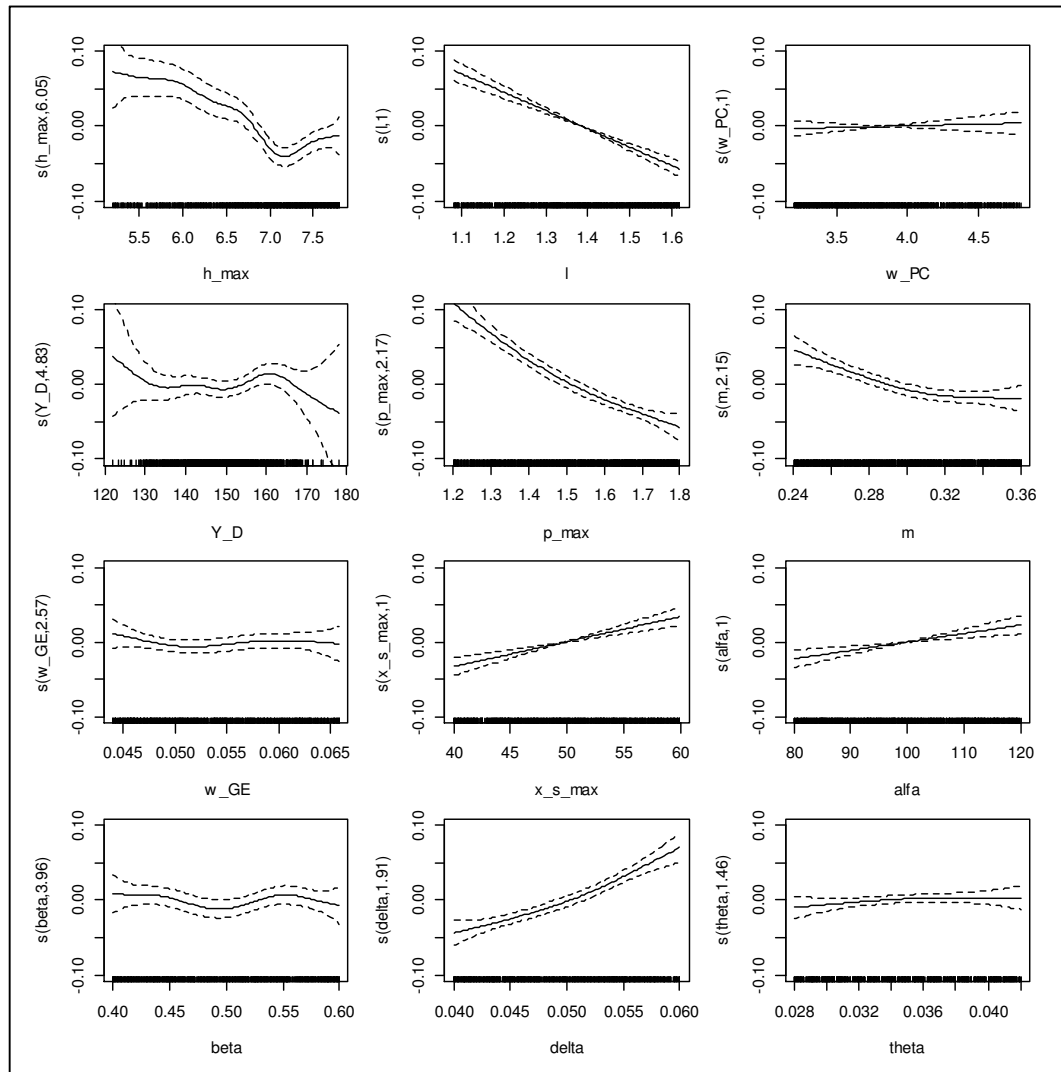 s(h_max,6.05)
-0.10 0.00 0.10
5.5 6.0 6.5 7.0 7.5
h_max
s(l,1)
-0.10 0.00 0.10
1.1 1.2 1.3 1.4 1.5 1.6
l
s(w_PC,1)
-0.10 0.00 0.10
3.5 4.0 4.5
w_PC
s(Y_D,4.83)
-0.10 0.00 0.10
120 130 140 150 160 170 180
Y_D
s(p_max,2.17)
-0.10 0.00 0.10
1.2 1.3 1.4 1.5 1.6 1.7 1.8
p_max
s(m,2.15)
-0.10 0.00 0.10
0.24 0.28 0.32 0.36
m
s(w_GE,2.57)
-0.10 0.00 0.10
0.045 0.050 0.055 0.060 0.065
w_GE
s(x_s_max,1)
-0.10 0.00 0.10
40 45 50 55 60
x_s_max
s(alfa,1)
-0.10 0.00 0.10
80 90 100 110 120
alfa
s(beta,3.96)
-0.10 0.00 0.10
0.40 0.45 0.50 0.55 0.60
beta
s(delta,1.91)
-0.10 0.00 0.10
0.040 0.045 0.050 0.055 0.060
delta
s(theta,1.46)
-0.10 0.00 0.10
0.028 0.032 0.036 0.040
theta